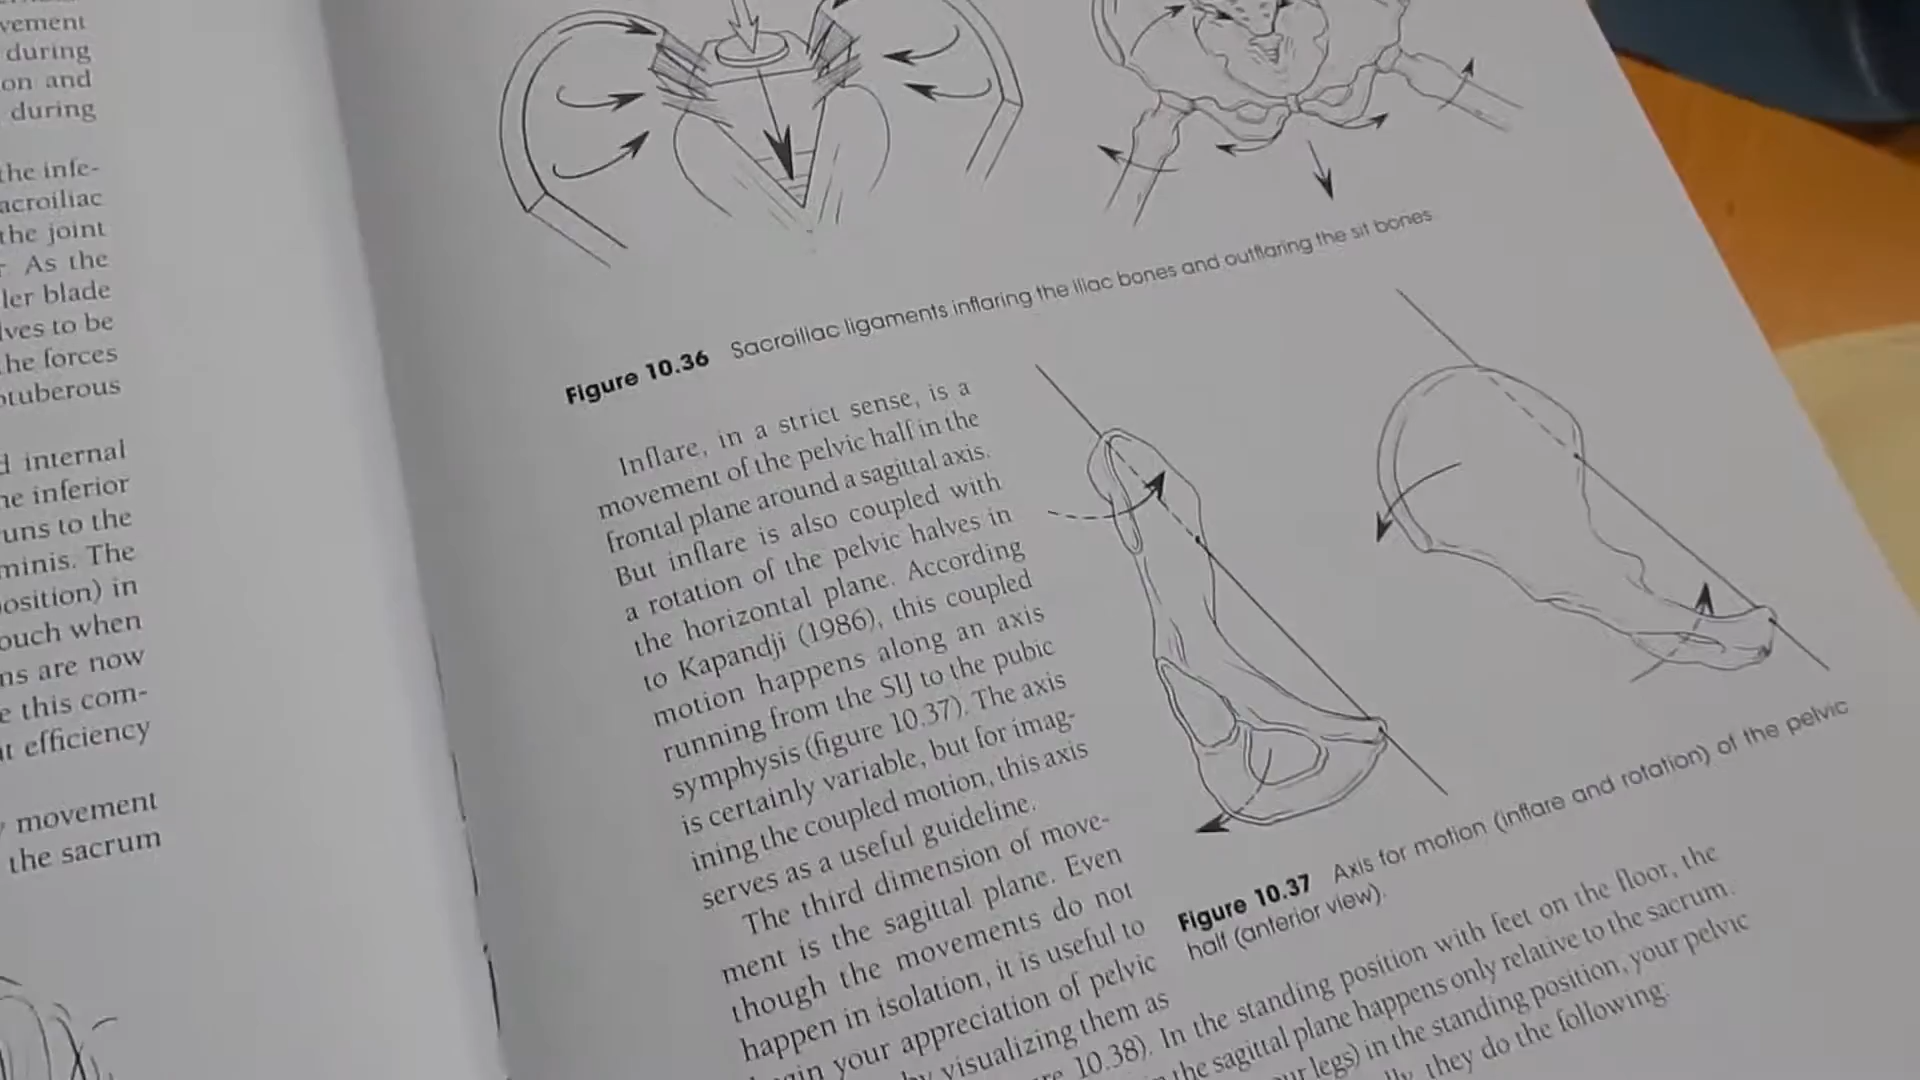 vement
during
on and
during
the infe-
acroiliac
the joint
As the
ler blade
lves to be
he forces
otuberous
d internal
ne inferior
uns to the
minis. The
osition) in
ouch when
ns are now
e this com-
t efficiency
movement
the sacrum
Figure 10.36 Sacroiliac ligaments inflaring the iliac bones and outflaring the sit bones
Inflare, in a strict sense, is a
movement of the pelvic half in the
frontal plane around a sagittal axis.
But inflare is also coupled with
a rotation of the pelvic halves in
the horizontal plane. According
to Kapandji (1986), this coupled
motion happens along an axis
running from the SIJ to the pubic
symphysis (figure 10.37). The axis
is certainly variable, but for imag-
ining the coupled motion, this axis
serves as a useful guideline.
The third dimension of move-
ment is the sagittal plane. Even
though the movements do not
happen in isolation, it is useful to
gin your appreciation of pelvic
visualizing them as
re 10.38). In the standing position with feet on the floor, the
the sagittal plane happens only relative to the sacrum.
ur legs) in the standing position, your pelvic
they do the following:
Figure 10.37 Axis for motion (inflare and rotation) of the pelvic
half (anterior view).